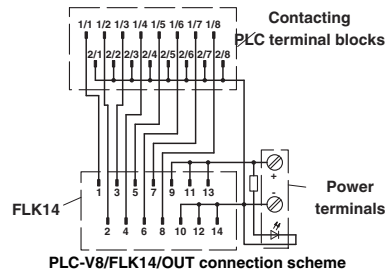 Contacting
PLC terminal blocks
1/1 1/2 1/3 1/4 1/5 1/6 1/7 1/8
2/1 2/2 2/3 2/4 2/5 2/6 2/7 2/8
1 3 5 7 9 11 13
2 4 6 8 10 12 14
FLK14
+
-
Power
terminals
PLC-V8/FLK14/OUT connection scheme